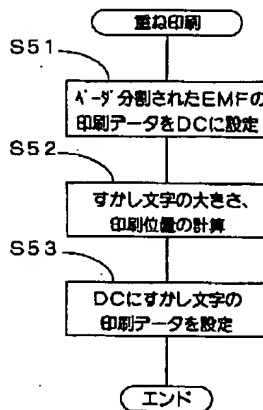 重ね印刷
S51
ページ分割されたEMFの
印刷データをDCに設定
S52
すかし文字の大きさ、
印刷位置の計算
S53
DCにすかし文字の
印刷データを設定
エンド